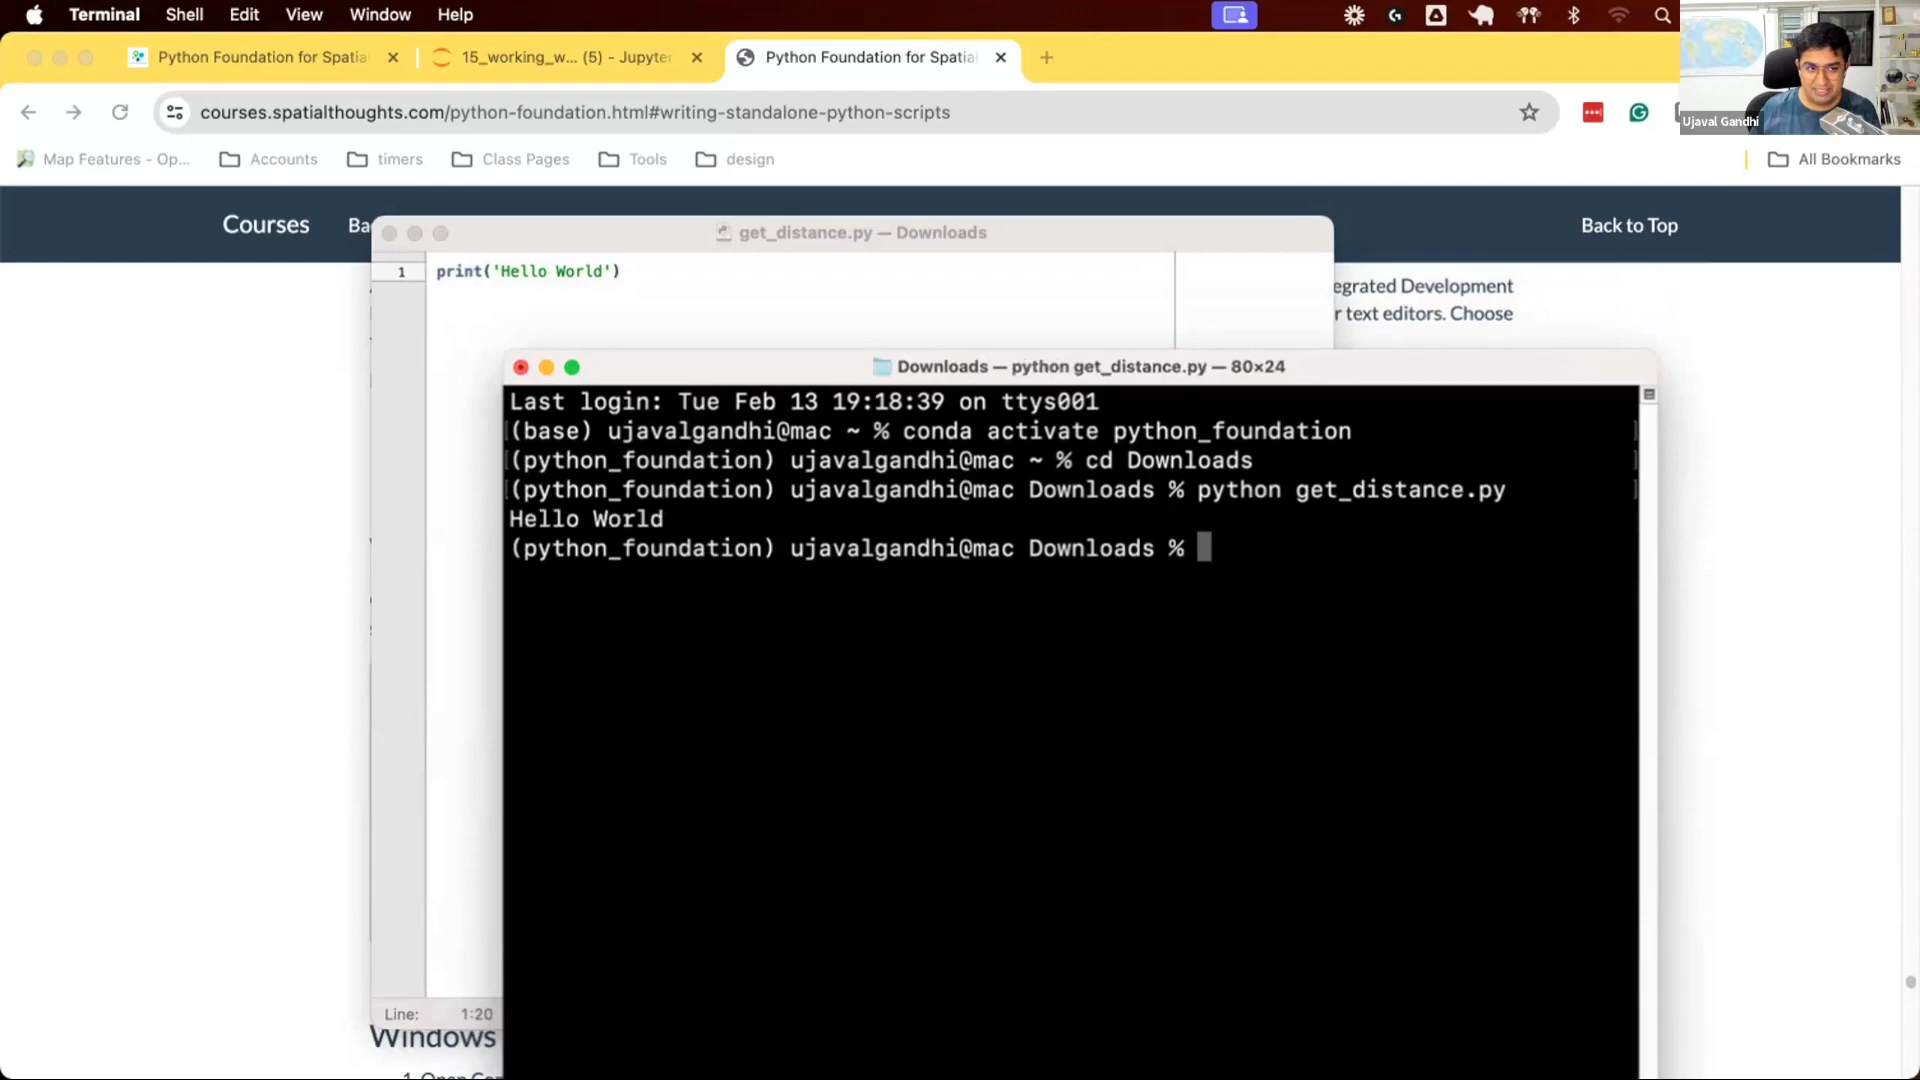 Terminal Shell Edit View Window Help
Python Foundation for Spatia
15_working_w... (5) - Jupyter
Python Foundation for Spatia
courses.spatialthoughts.com/python-foundation.html#writing-standalone-python-scripts
Ujaval Gandhi
Map Features - Op... Accounts timers Class Pages Tools design All Bookmarks
Courses Ba Back to Top
get_distance.py — Downloads
1 print('Hello World')
egrated Development
r text editors. Choose
Downloads — python get_distance.py — 80×24
Last login: Tue Feb 13 19:18:39 on ttys001
(base) ujavalgandhi@mac ~ % conda activate python_foundation
(python_foundation) ujavalgandhi@mac ~ % cd Downloads
(python_foundation) ujavalgandhi@mac Downloads % python get_distance.py
Hello World
(python_foundation) ujavalgandhi@mac Downloads %
Line: 1:20
Windows